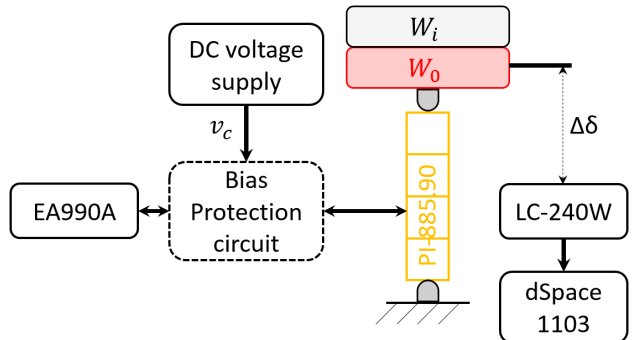 DC voltage
supply
W_i
W_0
v_c
Δδ
EA990A
Bias
Protection
circuit
PI-885.90
LC-240W
dSpace
1103